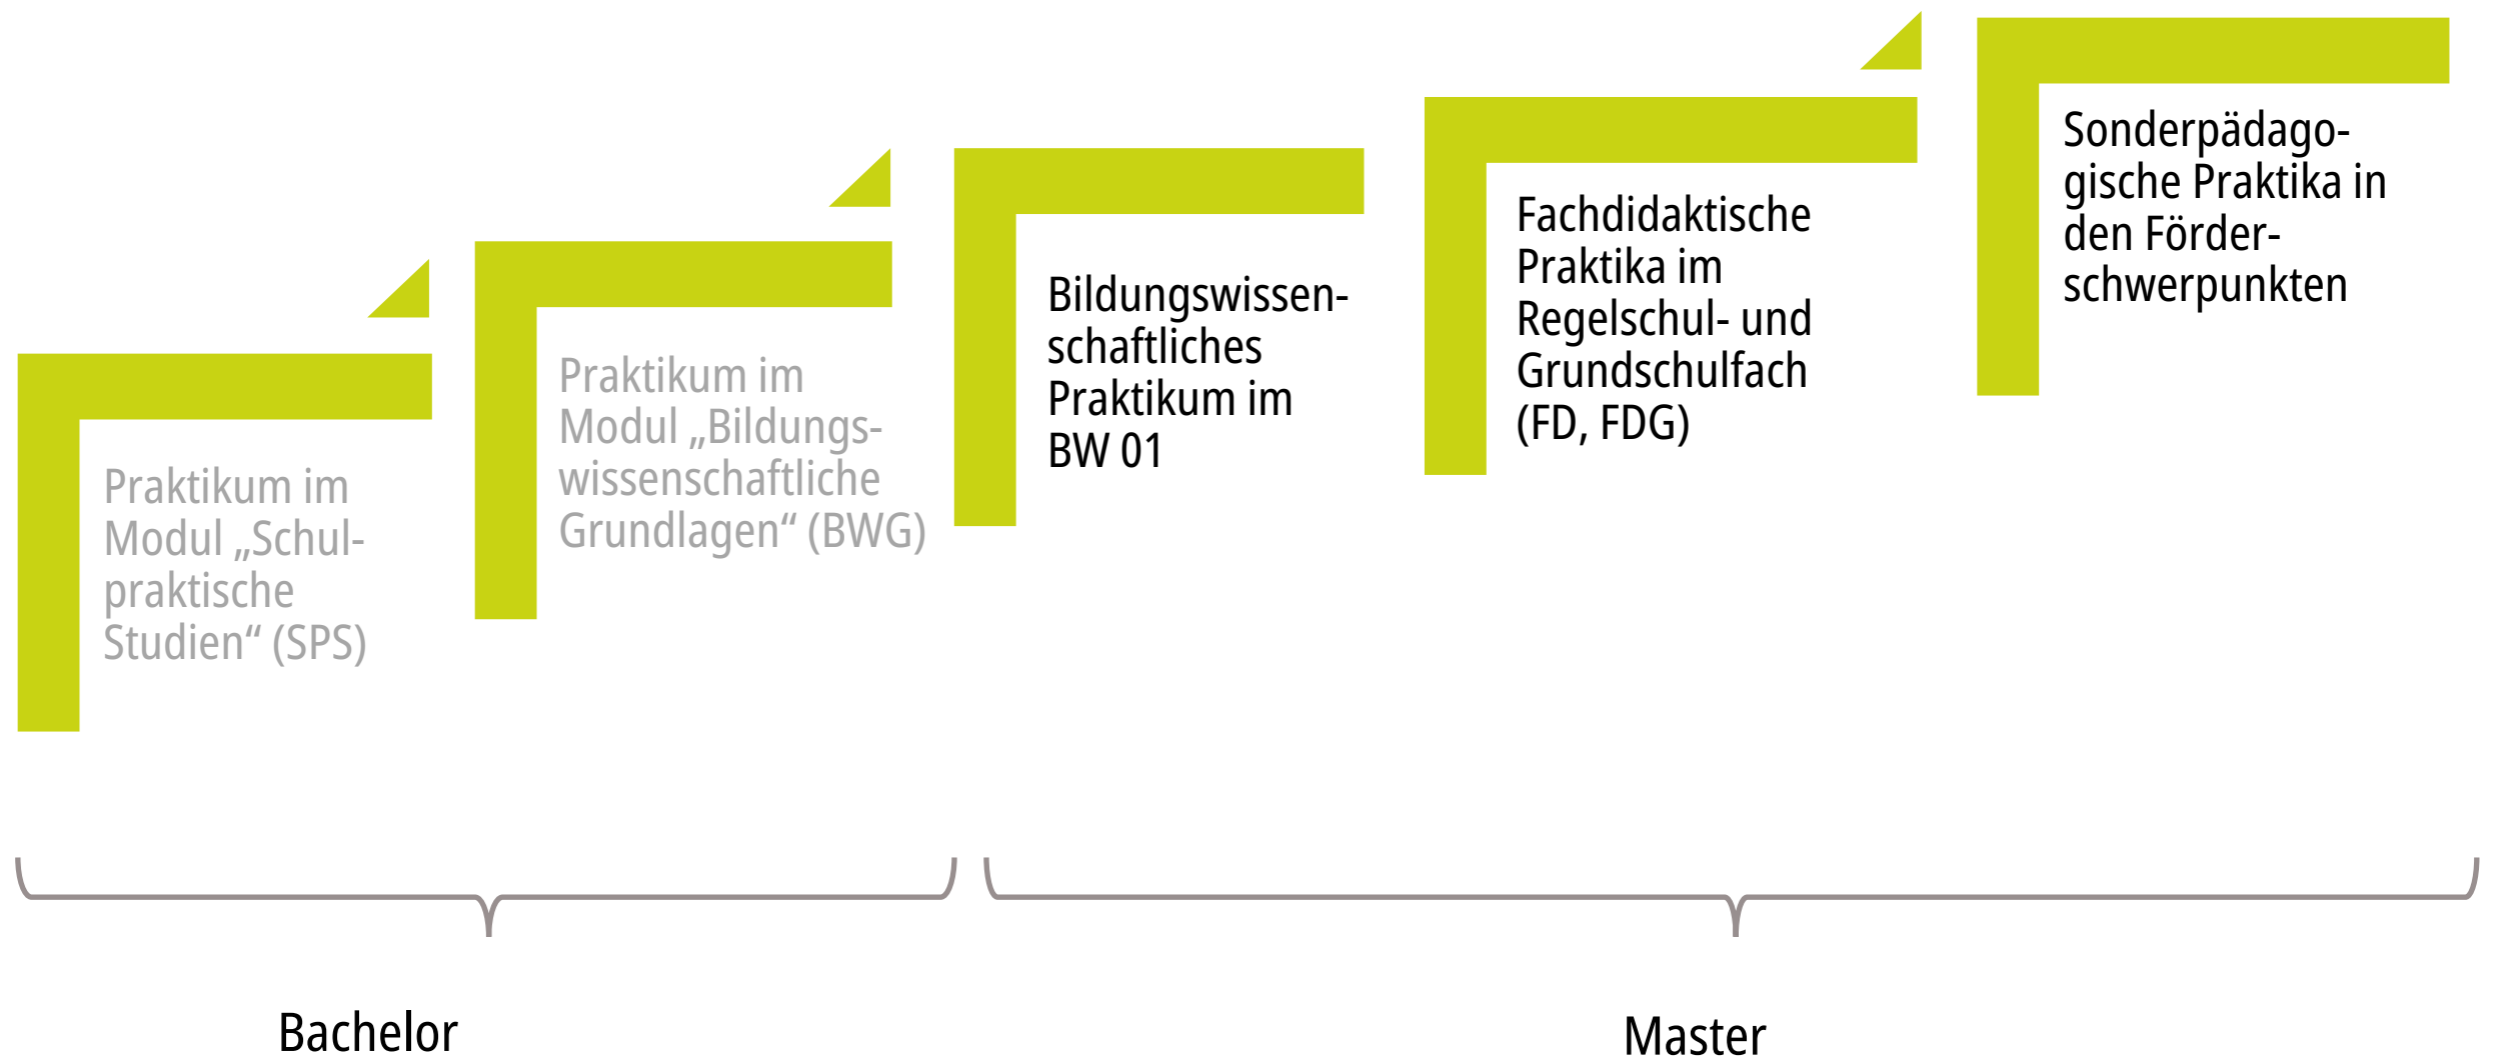 Praktikum im
Modul „Schul-
praktische
Studien“ (SPS)
Praktikum im
Modul „Bildungs-
wissenschaftliche
Grundlagen“ (BWG)
Bildungswissen-
schaftliches
Praktikum im
BW 01
Fachdidaktische
Praktika im
Regelschul- und
Grundschulfach
(FD, FDG)
Sonderpädago-
gische Praktika in
den Förder-
schwerpunkten
Bachelor
Master